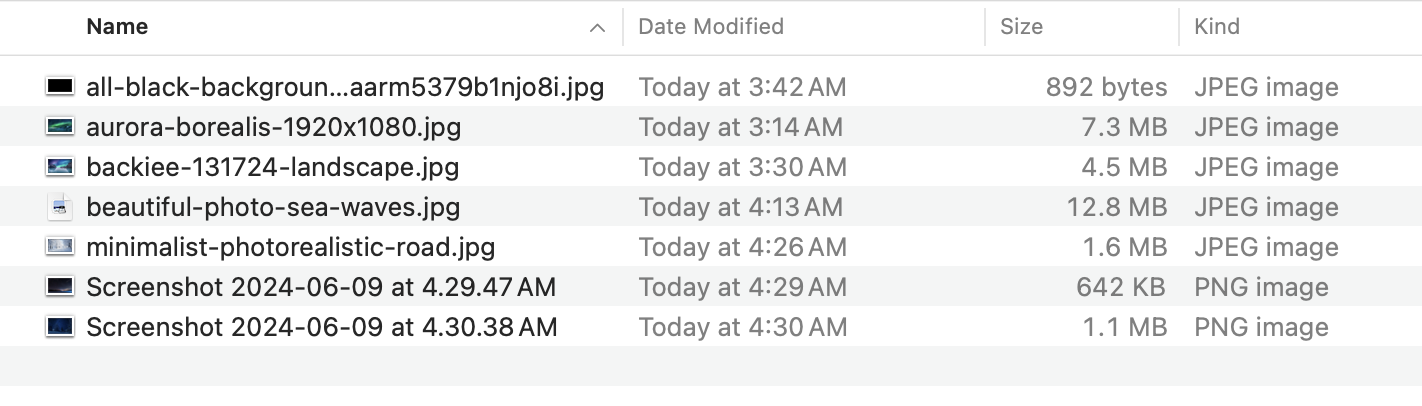 Name Date Modified Size Kind
all-black-backgroun...aarm5379b1njo8i.jpg Today at 3:42 AM 892 bytes JPEG image
aurora-borealis-1920x1080.jpg Today at 3:14 AM 7.3 MB JPEG image
backiee-131724-landscape.jpg Today at 3:30 AM 4.5 MB JPEG image
beautiful-photo-sea-waves.jpg Today at 4:13 AM 12.8 MB JPEG image
minimalist-photorealistic-road.jpg Today at 4:26 AM 1.6 MB JPEG image
Screenshot 2024-06-09 at 4.29.47 AM Today at 4:29 AM 642 KB PNG image
Screenshot 2024-06-09 at 4.30.38 AM Today at 4:30 AM 1.1 MB PNG image